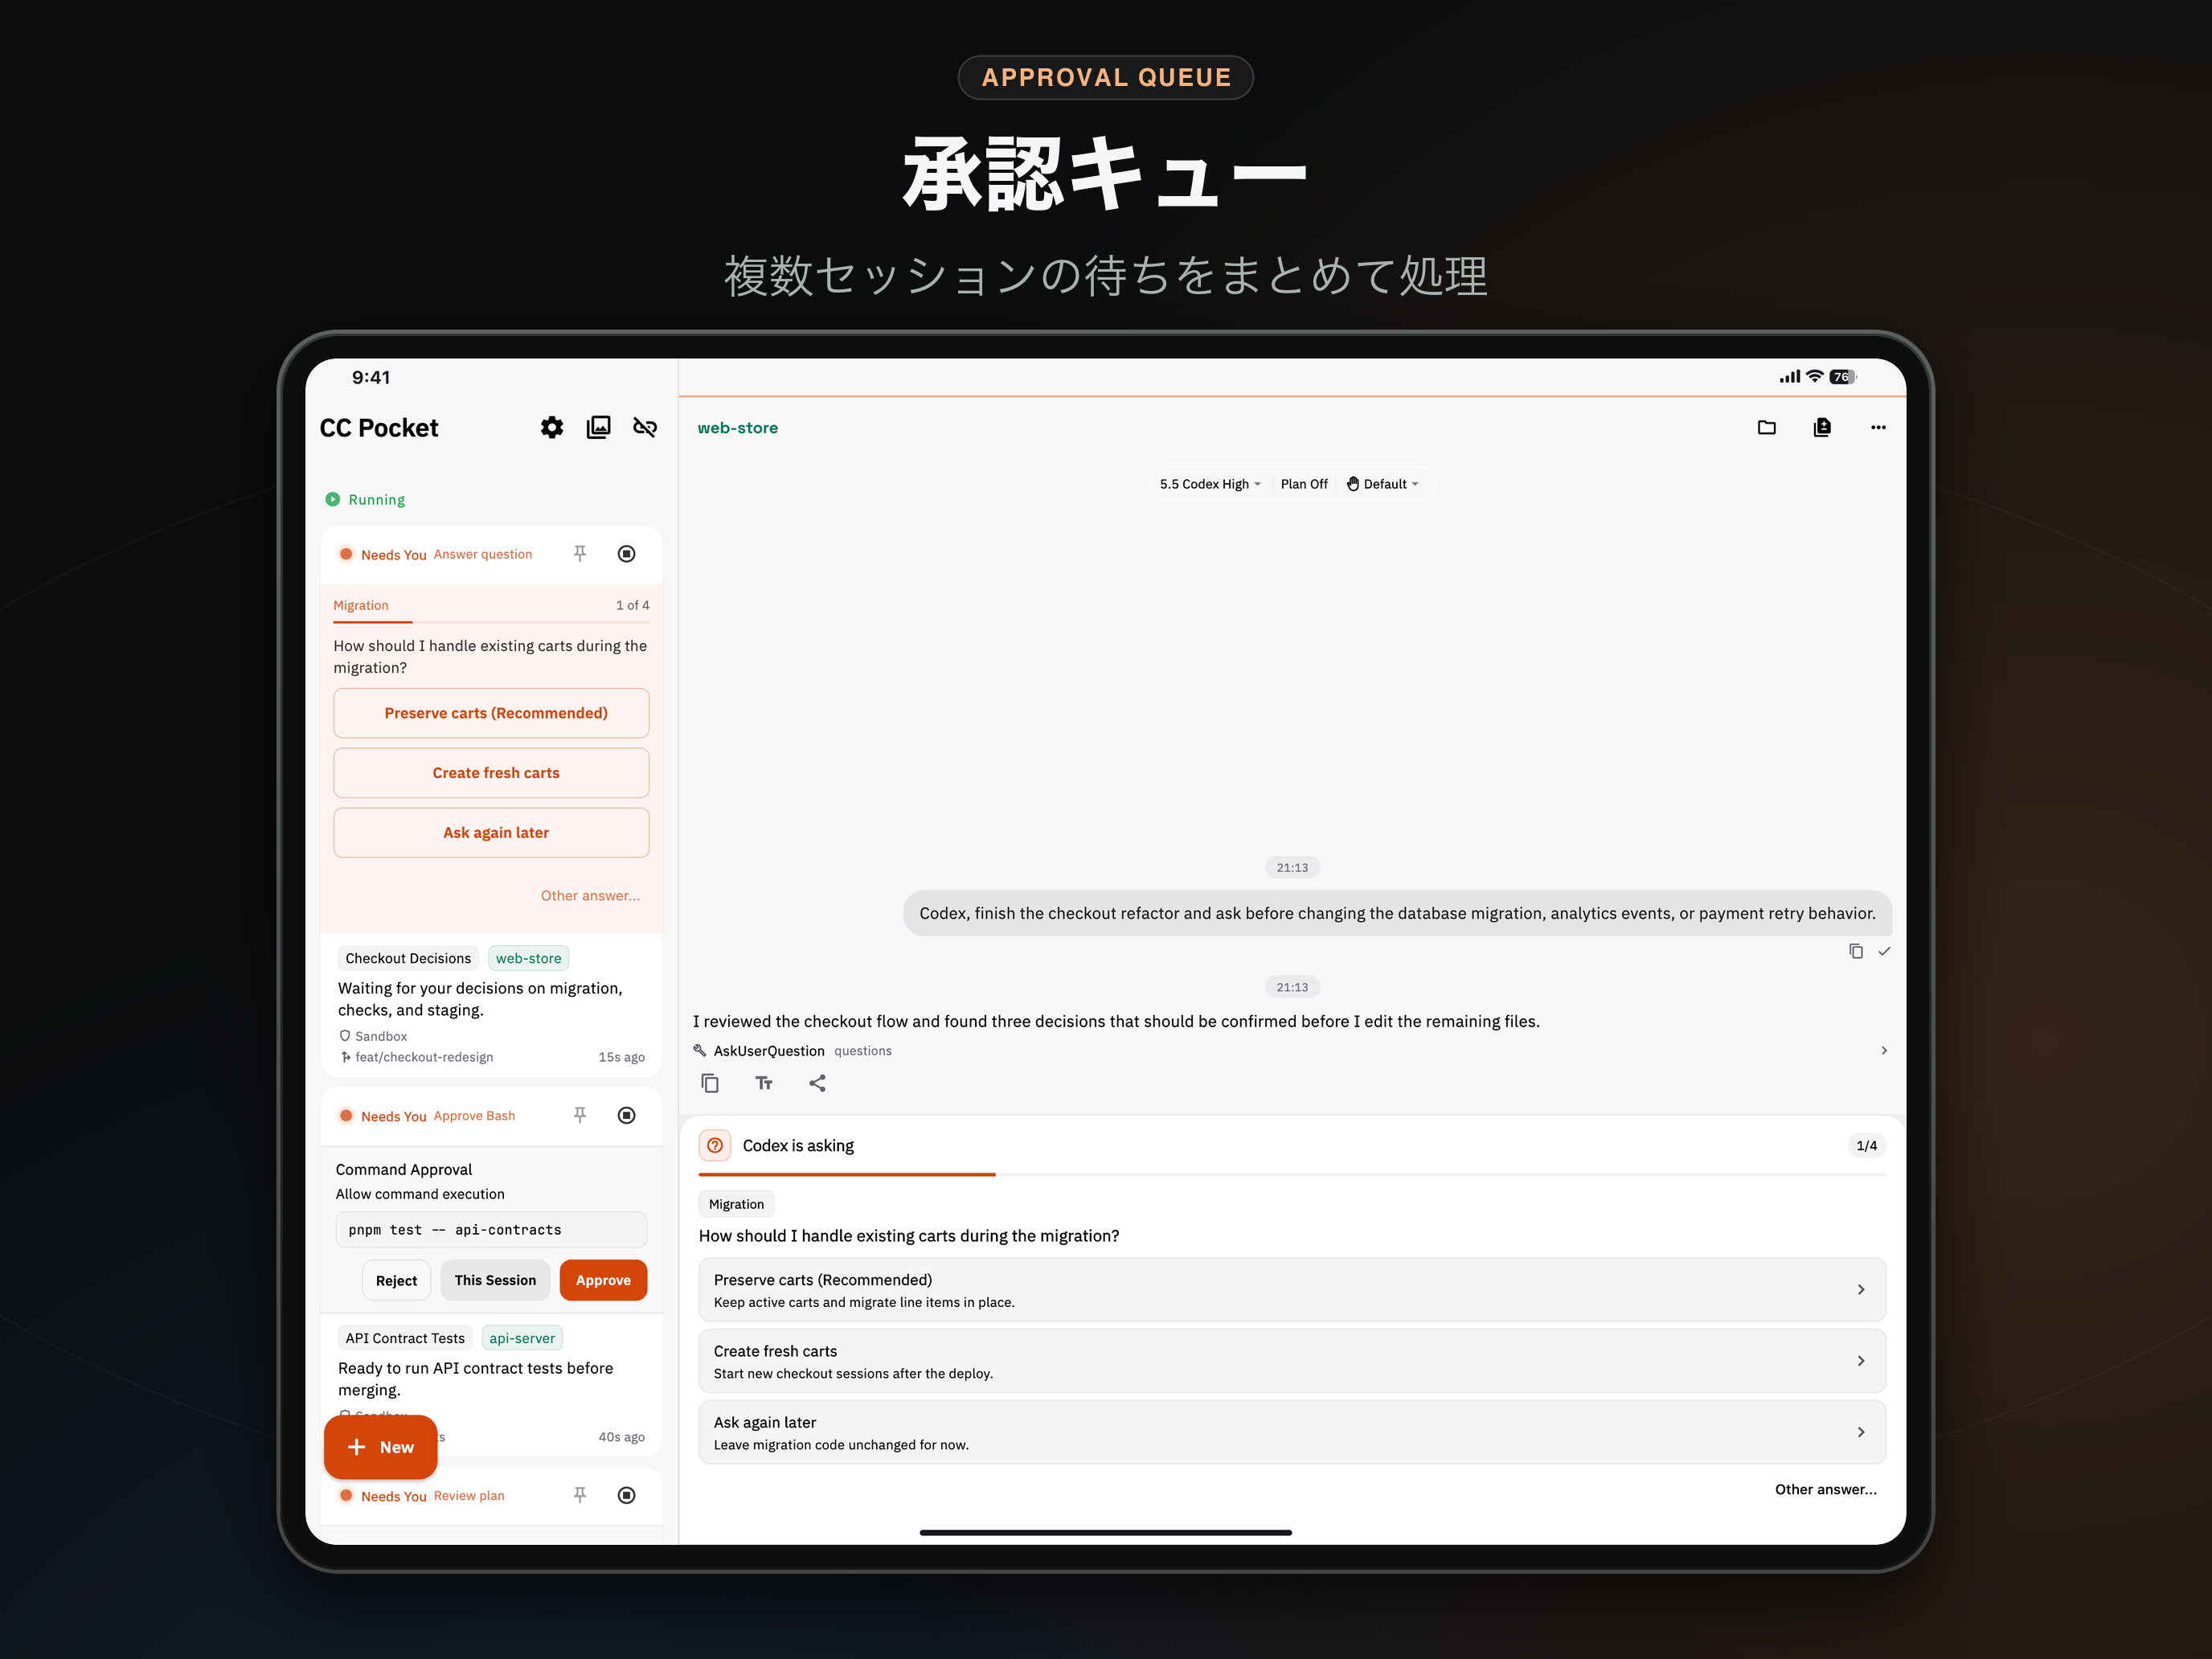 APPROVAL QUEUE
承認キュー
複数セッションの待ちをまとめて処理
9:41
76
CC Pocket
Running
Needs You Answer question
Migration 1 of 4
How should I handle existing carts during the
migration?
Preserve carts (Recommended)
Create fresh carts
Ask again later
Other answer...
Checkout Decisions web-store
Waiting for your decisions on migration,
checks, and staging.
Sandbox
feat/checkout-redesign 15s ago
Needs You Approve Bash
Command Approval
Allow command execution
pnpm test -- api-contracts
Reject This Session Approve
API Contract Tests api-server
Ready to run API contract tests before
merging.
40s ago
New
Needs You Review plan
web-store
5.5 Codex High Plan Off Default
21:13
Codex, finish the checkout refactor and ask before changing the database migration, analytics events, or payment retry behavior.
21:13
I reviewed the checkout flow and found three decisions that should be confirmed before I edit the remaining files.
AskUserQuestion questions
Codex is asking 1/4
Migration
How should I handle existing carts during the migration?
Preserve carts (Recommended)
Keep active carts and migrate line items in place.
Create fresh carts
Start new checkout sessions after the deploy.
Ask again later
Leave migration code unchanged for now.
Other answer...